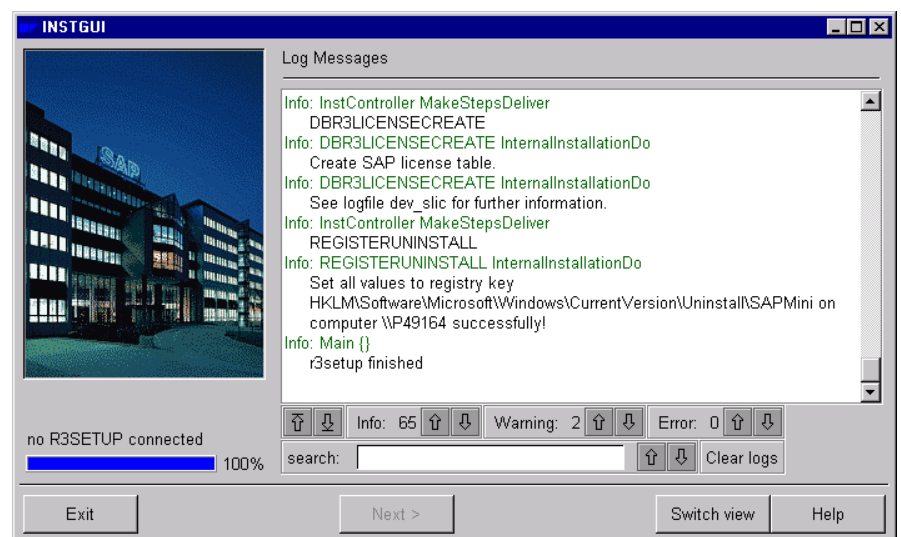 INSTGUI
SAP
Log Messages
Info: InstController MakeStepsDeliver
DBR3LICENSECREATE
Info: DBR3LICENSECREATE InternalInstallationDo
Create SAP license table.
Info: DBR3LICENSECREATE InternalInstallationDo
See logfile dev_slic for further information.
Info: InstController MakeStepsDeliver
REGISTERUNINSTALL
Info: REGISTERUNINSTALL InternalInstallationDo
Set all values to registry key
HKLM\Software\Microsoft\Windows\CurrentVersion\Uninstall\SAPMini on
computer \\P49164 successfully!
Info: Main {}
r3setup finished
Info: 65 Warning: 2 Error: 0
no R3SETUP connected
100%
search: Clear logs
Exit Next > Switch view Help